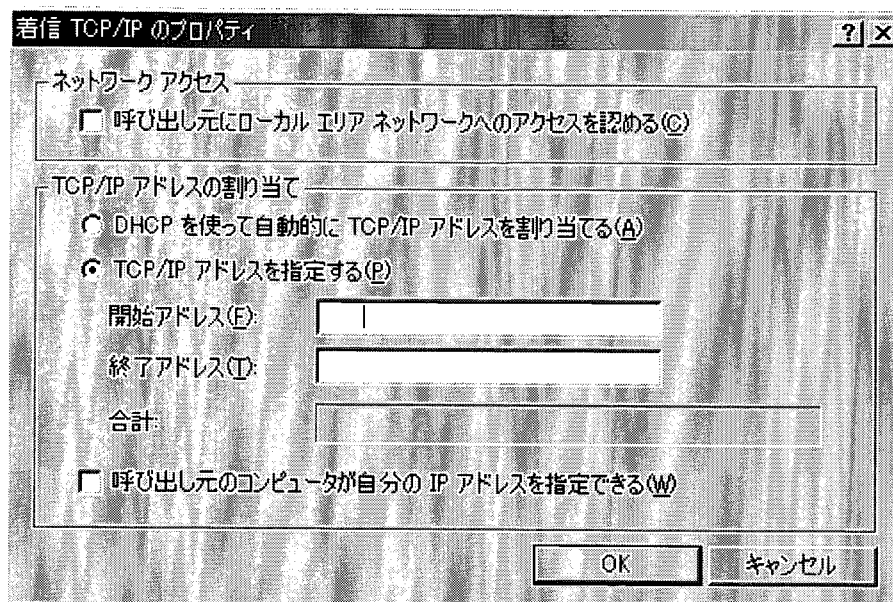 着信 TCP/IP のプロパティ
ネットワーク アクセス
呼び出し元にローカル エリア ネットワークへのアクセスを認める(C)
TCP/IP アドレスの割り当て
DHCP を使って自動的に TCP/IP アドレスを割り当てる(A)
TCP/IP アドレスを指定する(P)
開始アドレス(F):
終了アドレス(T):
合計:
呼び出し元のコンピュータが自分の IP アドレスを指定できる(W)
OK キャンセル